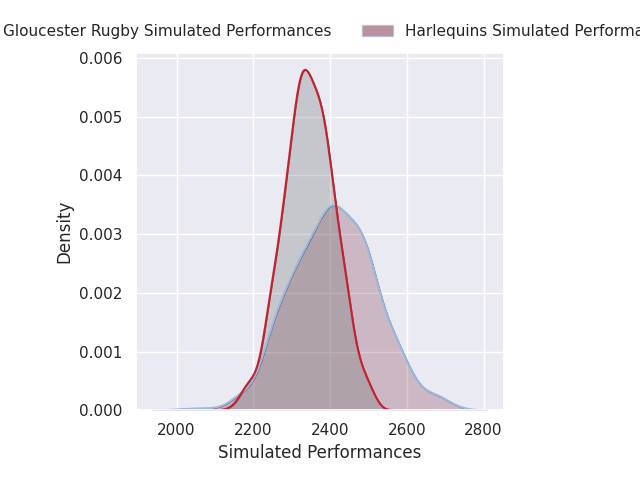 Gloucester Rugby Simulated Performances
Harlequins Simulated Performa
0.006
0.005
0.004
0.003
0.002
0.001
0.000
Density
2000 2200 2400 2600 2800
Simulated Performances